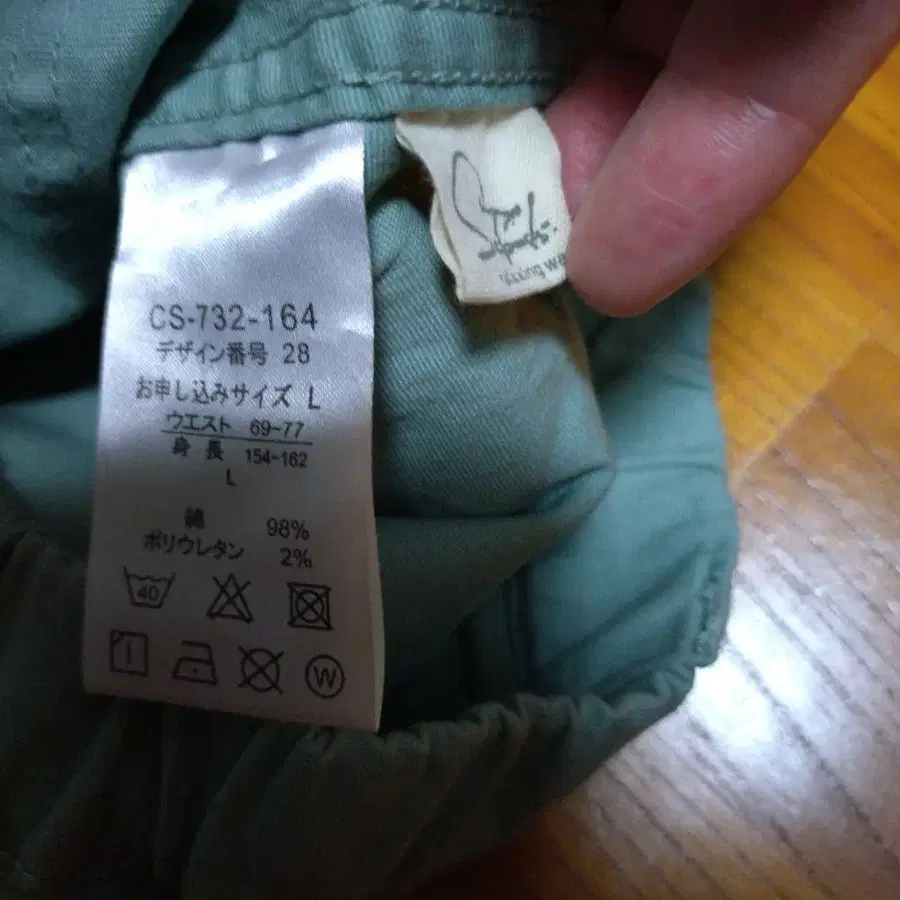 CS-732-164
デザイン番号 28
お申し込みサイズ L
ウエスト 69~77
身長 154~162
L
綿 98%
ポリウレタン 2%
40
W